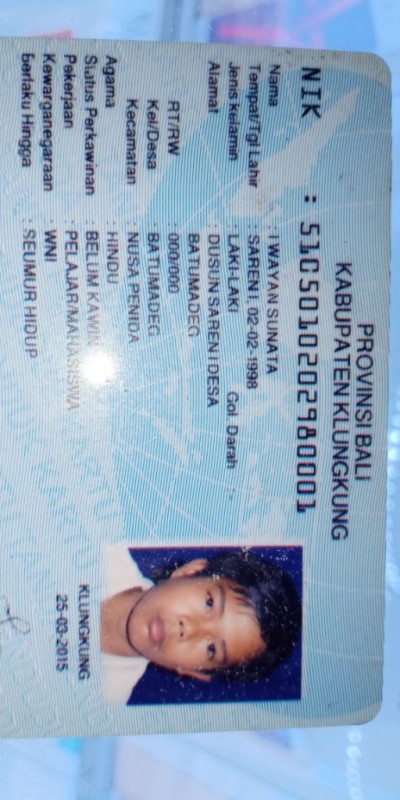 PROVINSI BALI
KABUPATEN KLUNGKUNG
NIK : 5105010202980001
Nama : I WAYAN SUNATA
Tempat/Tgl Lahir : SAREN I, 02-02-1998
Jenis Kelamin : LAKI-LAKI Gol. Darah : -
Alamat : DUSUN SAREN I DESA
BATUMADEG
RT/RW : 000/000
Kel/Desa : BATUMADEG
Kecamatan : NUSA PENIDA
Agama : HINDU
Status Perkawinan : BELUM KAWIN
Pekerjaan : PELAJAR/MAHASISWA
Kewarganegaraan : WNI
Berlaku Hingga : SEUMUR HIDUP
KLUNGKUNG
25-03-2015